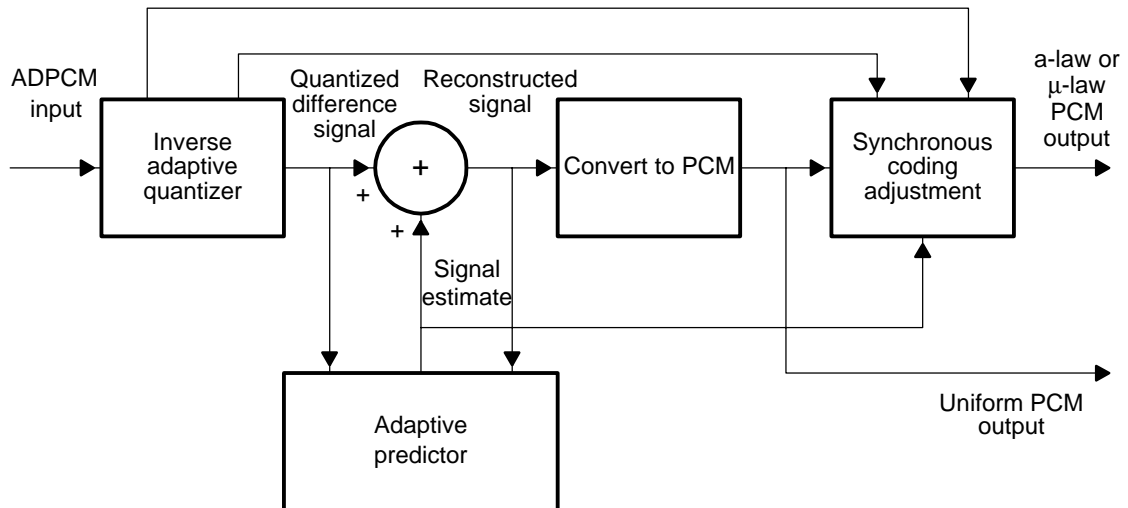 ADPCM
input
Inverse
adaptive
quantizer
Quantized
difference
signal
+
+
+
Reconstructed
signal
Convert to PCM
Synchronous
coding
adjustment
a-law or
μ-law
PCM
output
Signal
estimate
Adaptive
predictor
Uniform PCM
output